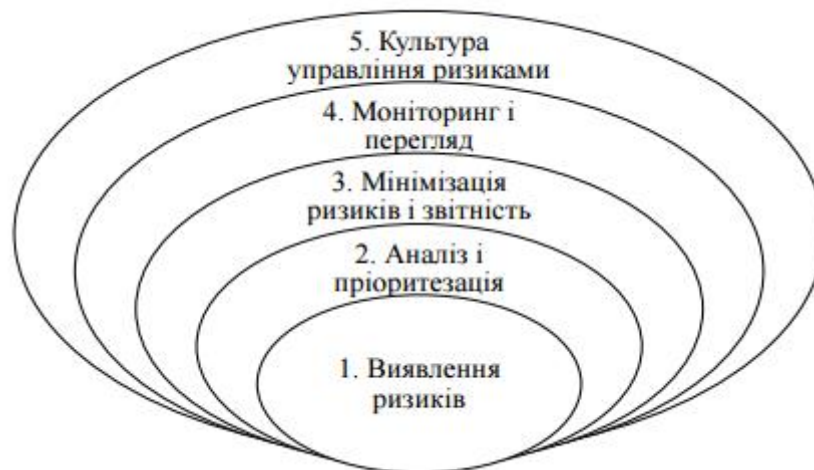 5. Культура
управління ризиками
4. Моніторинг і
перегляд
3. Мінімізація
ризиків і звітність
2. Аналіз і
пріоритезація
1. Виявлення
ризиків